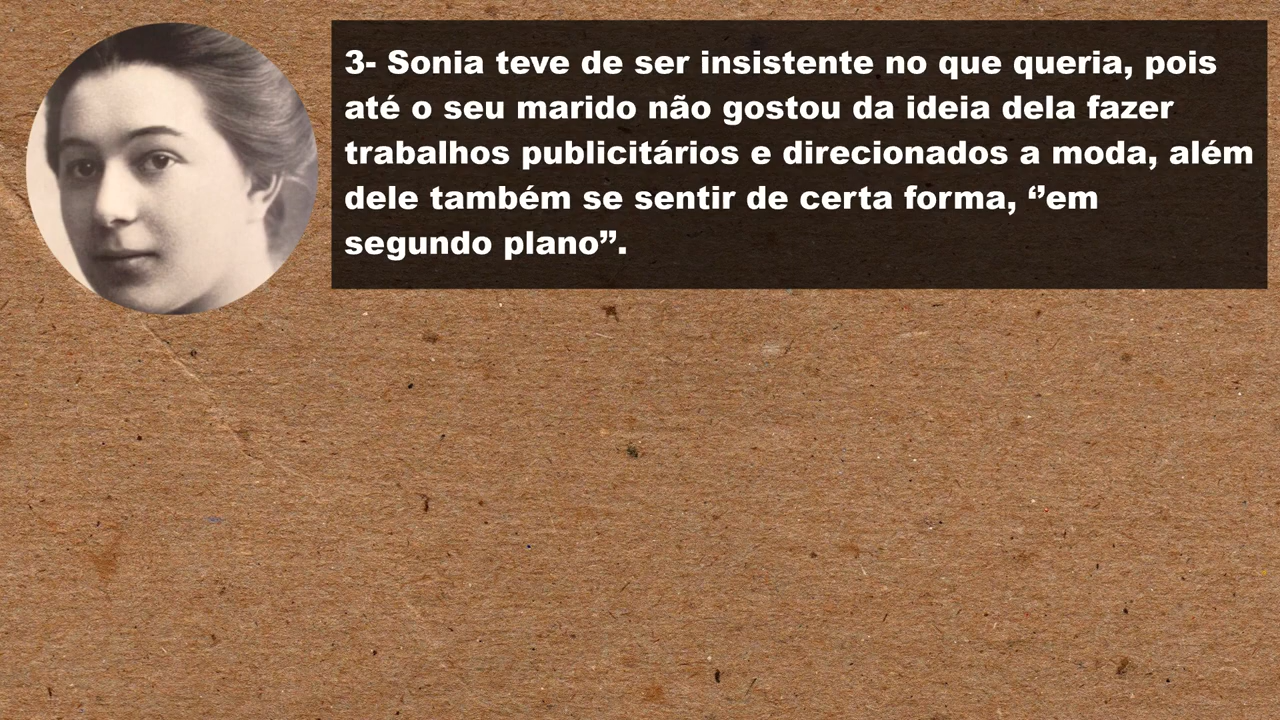 3- Sonia teve de ser insistente no que queria, pois
até o seu marido não gostou da ideia dela fazer
trabalhos publicitários e direcionados a moda, além
dele também se sentir de certa forma, ‘’em
segundo plano’’.